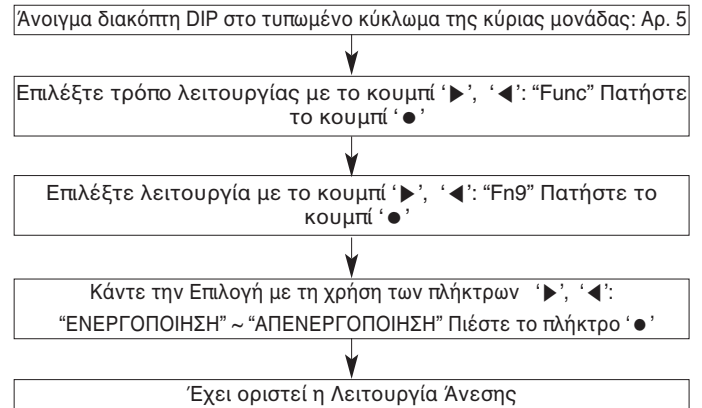 Άνοιγμα διακόπτη DIP στο τυπωμένο κύκλωμα της κύριας μονάδας: Αρ. 5
Επιλέξτε τρόπο λειτουργίας με το κουμπί ‘▶’, ‘◀’: “Func” Πατήστε
το κουμπί ‘●’
Επιλέξτε λειτουργία με το κουμπί ‘▶’, ‘◀’: “Fn9” Πατήστε το
κουμπί ‘●’
Κάντε την Επιλογή με τη χρήση των πλήκτρων ‘▶’, ‘◀’:
“ΕΝΕΡΓΟΠΟΙΗΣΗ” ~ “ΑΠΕΝΕΡΓΟΠΟΙΗΣΗ” Πιέστε το πλήκτρο ‘●’
Έχει οριστεί η Λειτουργία Άνεσης